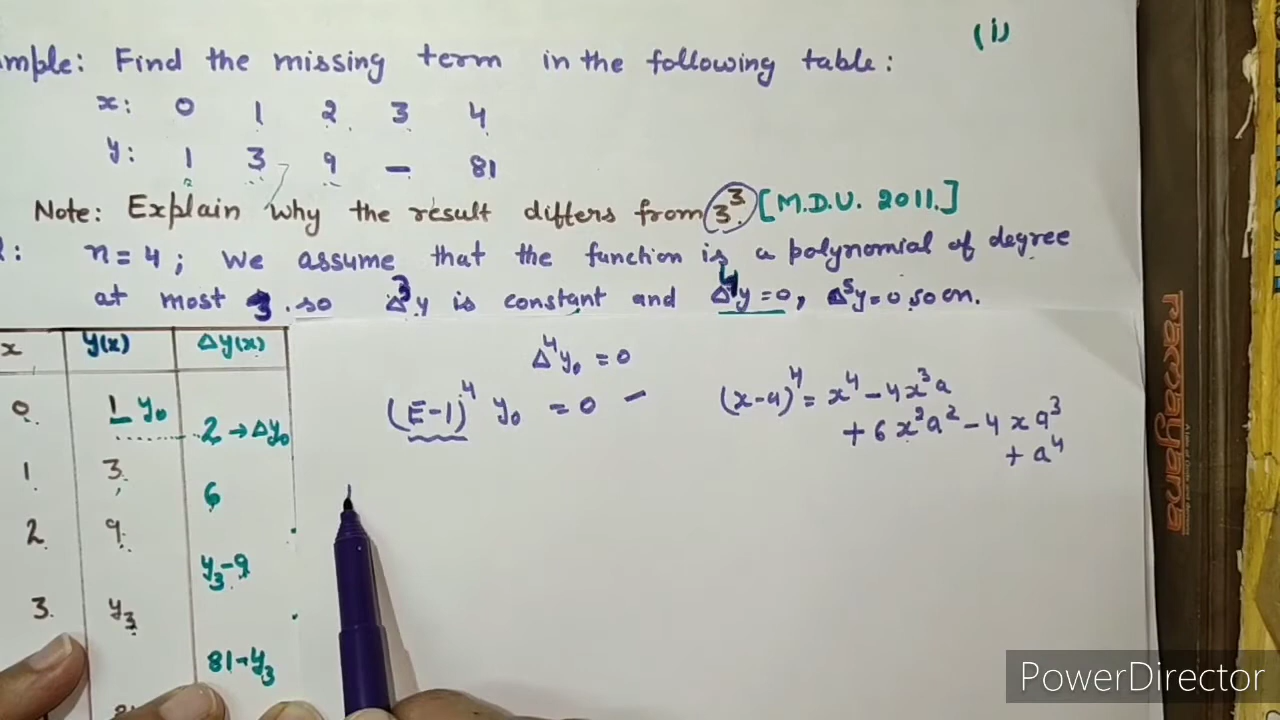 (i)
mple: Find the missing term in the following table:
x: 0 1 2 3 4
y: 1 3 9 – 81
Note: Explain why the result differs from 3³ [M.D.U. 2011.]
: n = 4; we assume that the function is a polynomial of degree
at most 3. so Δ³y is constant and Δ⁴y = 0, Δ⁵y = 0 so on.
x y(x) Δy(x)
0 1 y₀
2 → Δy₀
1 3
6
2 9
y₃-9
3 y₃
81-y₃
81
Δ⁴y₀ = 0
(E-1)⁴ y₀ = 0 –
(x-a)⁴ = x⁴ - 4x³a
+ 6x²a² - 4xa³
+ a⁴
PowerDirector